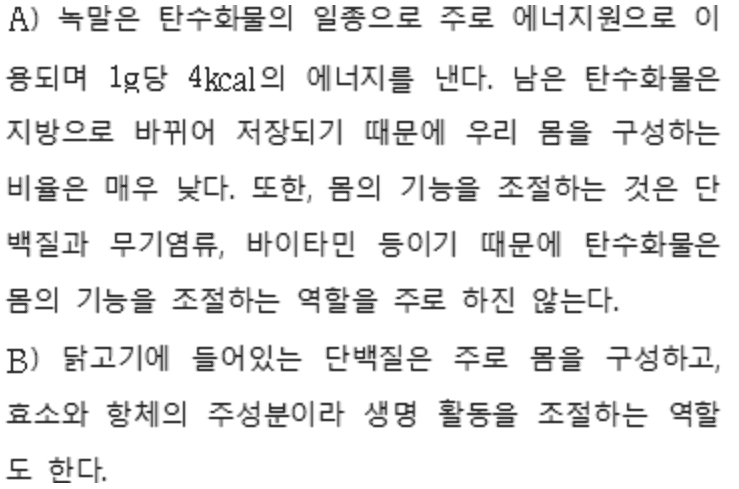 A) 녹말은 탄수화물의 일종으로 주로 에너지원으로 이
용되며 1g당 4kcal의 에너지를 낸다. 남은 탄수화물은
지방으로 바뀌어 저장되기 때문에 우리 몸을 구성하는
비율은 매우 낮다. 또한, 몸의 기능을 조절하는 것은 단
백질과 무기염류, 바이타민 등이기 때문에 탄수화물은
몸의 기능을 조절하는 역할을 주로 하진 않는다.
B) 닭고기에 들어있는 단백질은 주로 몸을 구성하고,
효소와 항체의 주성분이라 생명 활동을 조절하는 역할
도 한다.